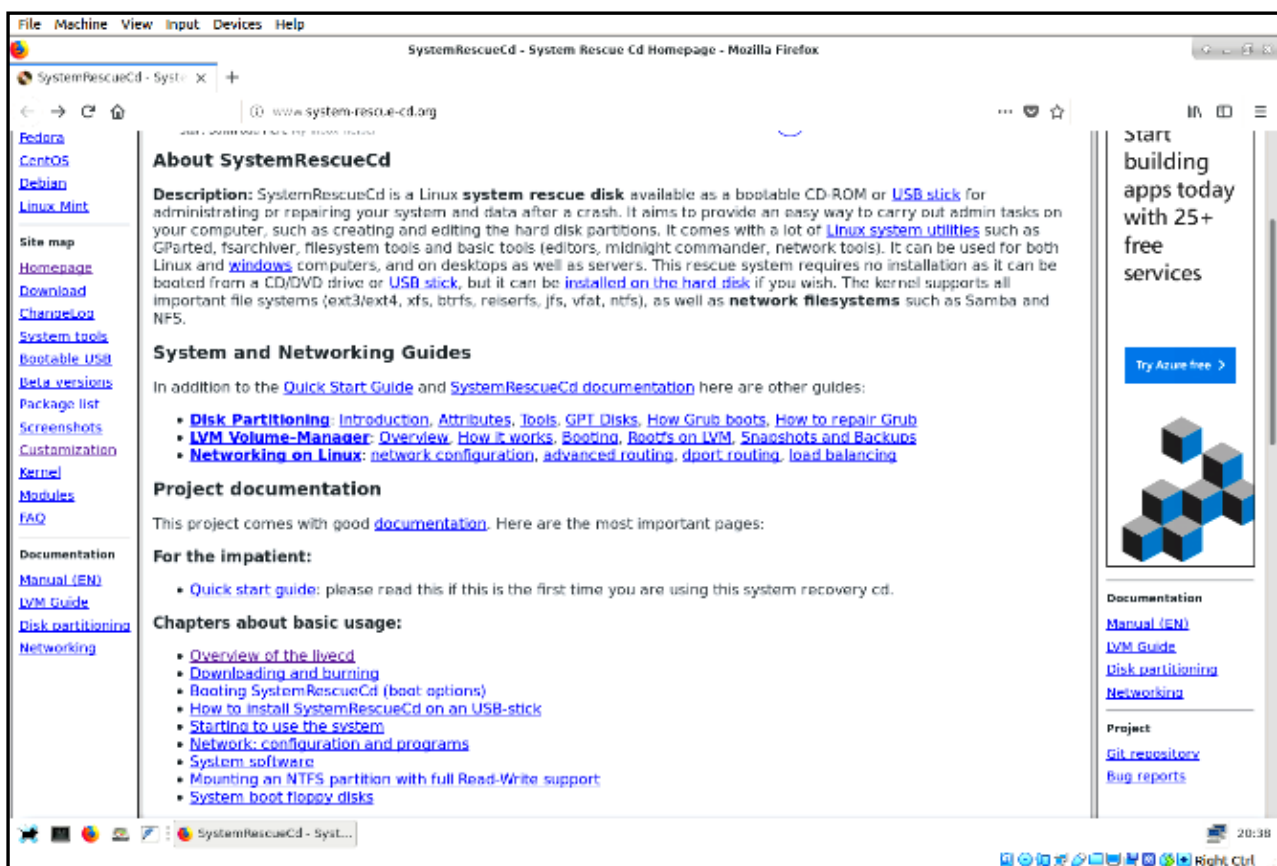 File Machine View Input Devices Help
SystemRescueCd - System Rescue Cd Homepage - Mozilla Firefox
SystemRescueCd - Syste
www.system-rescue-cd.org
Fedora
CentOS
Debian
Linux Mint
Site map
Homepage
Download
ChangeLog
System tools
Bootable USB
Beta versions
Package list
Screenshots
Customization
Kernel
Modules
FAQ
Documentation
Manual (EN)
LVM Guide
Disk partitioning
Networking
About SystemRescueCd
Description: SystemRescueCd is a Linux system rescue disk available as a bootable CD-ROM or USB stick for
administrating or repairing your system and data after a crash. It aims to provide an easy way to carry out admin tasks on
your computer, such as creating and editing the hard disk partitions. It comes with a lot of Linux system utilities such as
GParted, fsarchiver, filesystem tools and basic tools (editors, midnight commander, network tools). It can be used for both
Linux and windows computers, and on desktops as well as servers. This rescue system requires no installation as it can be
booted from a CD/DVD drive or USB stick, but it can be installed on the hard disk if you wish. The kernel supports all
important file systems (ext3/ext4, xfs, btrfs, reiserfs, jfs, vfat, ntfs), as well as network filesystems such as Samba and
NFS.
System and Networking Guides
In addition to the Quick Start Guide and SystemRescueCd documentation here are other guides:
• Disk Partitioning: Introduction, Attributes, Tools, GPT Disks, How Grub boots, How to repair Grub
• LVM Volume-Manager: Overview, How it works, Booting, Rootfs on LVM, Snapshots and Backups
• Networking on Linux: network configuration, advanced routing, dport routing, load balancing
Project documentation
This project comes with good documentation. Here are the most important pages:
For the impatient:
• Quick start guide: please read this if this is the first time you are using this system recovery cd.
Chapters about basic usage:
• Overview of the livecd
• Downloading and burning
• Booting SystemRescueCd (boot options)
• How to install SystemRescueCd on an USB-stick
• Starting to use the system
• Network: configuration and programs
• System software
• Mounting an NTFS partition with full Read-Write support
• System boot floppy disks
Start
building
apps today
with 25+
free
services
Try Azure free >
Documentation
Manual (EN)
LVM Guide
Disk partitioning
Networking
Project
Git repository
Bug reports
SystemRescueCd - Syst...
20:38
Right Ctrl